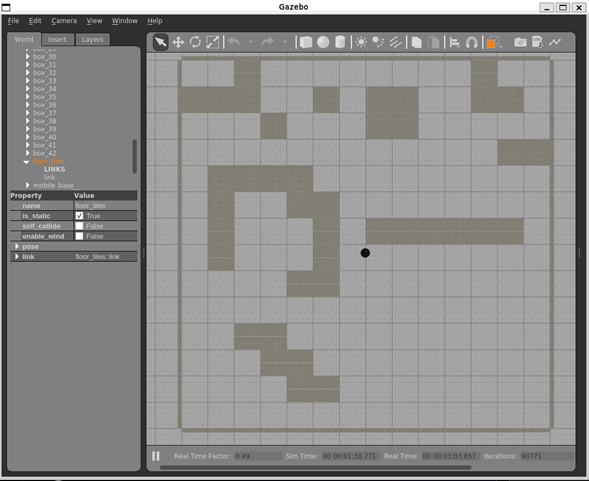 Gazebo
File Edit Camera View Window Help
World Insert Layers
box_30
box_31
box_32
box_33
box_34
box_35
box_36
box_37
box_38
box_39
box_40
box_41
box_42
floor_tiles
LINKS
link
mobile_base
Property Value
name floor_tiles
is_static True
self_collide False
enable_wind False
pose
link floor_tiles::link
Real Time Factor: 0.49 Sim Time: 00 00:01:30.771 Real Time: 00 00:03:03.857 Iterations: 90771